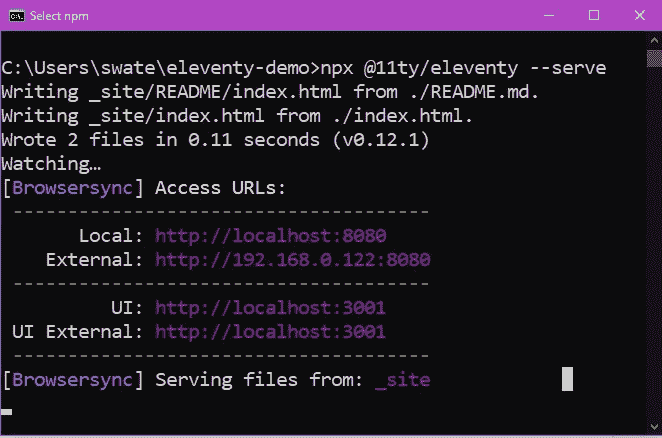 Select npm
C:\Users\swate\eleventy-demo>npx @11ty/eleventy --serve
Writing _site/README/index.html from ./README.md.
Writing _site/index.html from ./index.html.
Wrote 2 files in 0.11 seconds (v0.12.1)
Watching…
[Browsersync] Access URLs:
------------------------------------
Local: http://localhost:8080
External: http://192.168.0.122:8080
------------------------------------
UI: http://localhost:3001
UI External: http://localhost:3001
------------------------------------
[Browsersync] Serving files from: _site